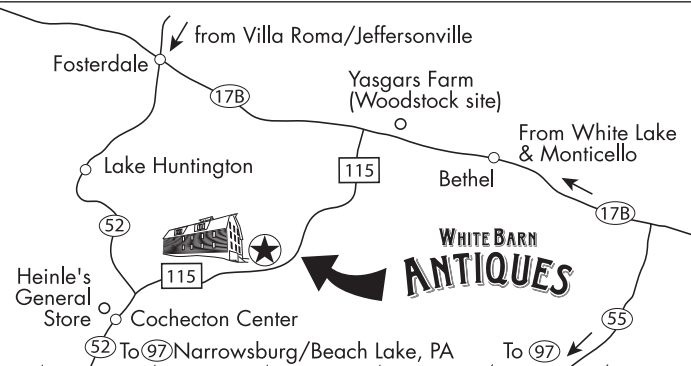 from Villa Roma/Jeffersonville
Fosterdale
Yasgars Farm
(Woodstock site)
17B
From White Lake
& Monticello
Lake Huntington
115
Bethel
17B
52
WHITE BARN
ANTIQUES
Heinle's
General
Store
115
Cochecton Center
55
52 To 97 Narrowsburg/Beach Lake, PA
To 97